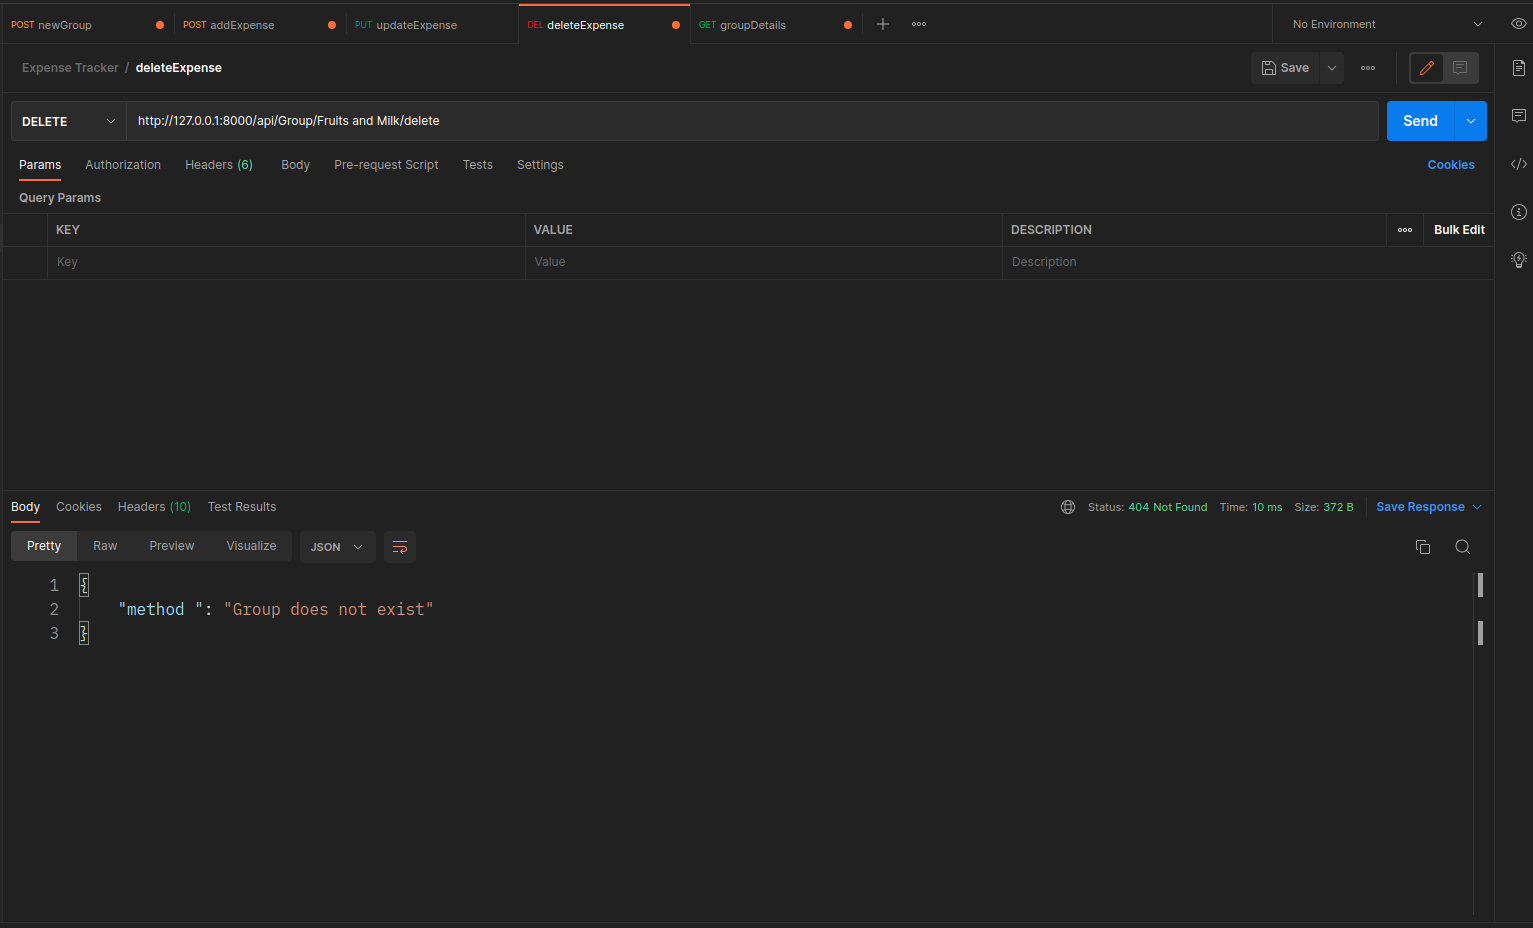 POST newGroup POST addExpense PUT updateExpense DEL deleteExpense GET groupDetails No Environment
Expense Tracker / deleteExpense Save
DELETE http://127.0.0.1:8000/api/Group/Fruits and Milk/delete Send
Params Authorization Headers (6) Body Pre-request Script Tests Settings Cookies
Query Params
KEY VALUE DESCRIPTION Bulk Edit
Key Value Description
Body Cookies Headers (10) Test Results Status: 404 Not Found Time: 10 ms Size: 372 B Save Response
Pretty Raw Preview Visualize JSON
1 {
2 "method ": "Group does not exist"
3 }